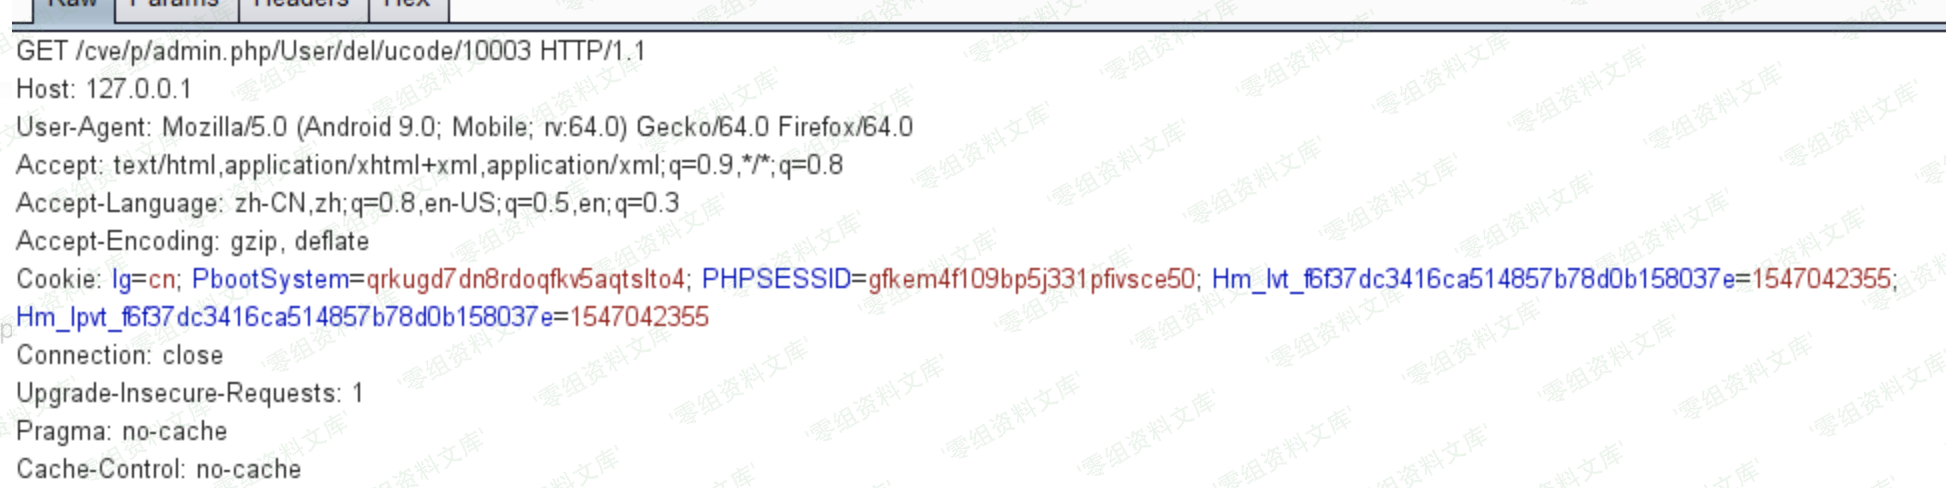 Raw Params Headers Hex
GET /cve/p/admin.php/User/del/ucode/10003 HTTP/1.1
Host: 127.0.0.1
User-Agent: Mozilla/5.0 (Android 9.0; Mobile; rv:64.0) Gecko/64.0 Firefox/64.0
Accept: text/html,application/xhtml+xml,application/xml;q=0.9,*/*;q=0.8
Accept-Language: zh-CN,zh;q=0.8,en-US;q=0.5,en;q=0.3
Accept-Encoding: gzip, deflate
Cookie: lg=cn; PbootSystem=qrkugd7dn8rdoqfkv5aqtslto4; PHPSESSID=gfkem4f109bp5j331pfivsce50; Hm_lvt_f6f37dc3416ca514857b78d0b158037e=1547042355;
Hm_lpvt_f6f37dc3416ca514857b78d0b158037e=1547042355
Connection: close
Upgrade-Insecure-Requests: 1
Pragma: no-cache
Cache-Control: no-cache
零组资料文库